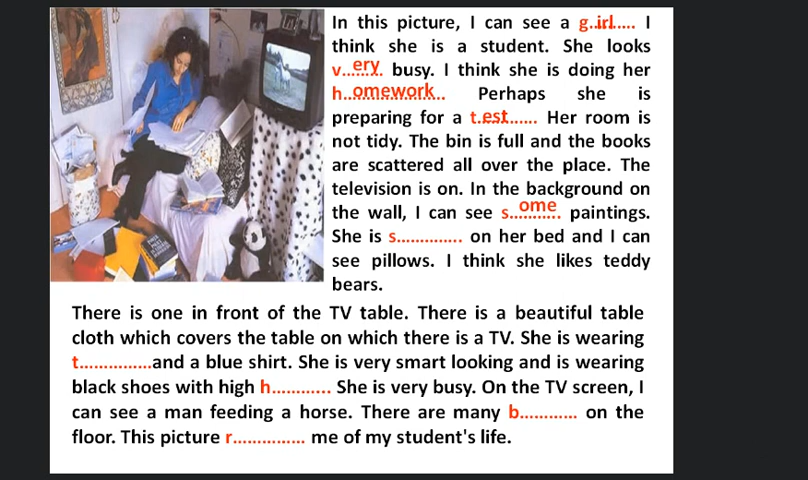 In this picture, I can see a g..irl..... I
think she is a student. She looks
v...ery. busy. I think she is doing her
h..omework.. Perhaps she is
preparing for a t.est...... Her room is
not tidy. The bin is full and the books
are scattered all over the place. The
television is on. In the background on
the wall, I can see s...ome..... paintings.
She is s.............. on her bed and I can
see pillows. I think she likes teddy
bears.
There is one in front of the TV table. There is a beautiful table
cloth which covers the table on which there is a TV. She is wearing
t...............and a blue shirt. She is very smart looking and is wearing
black shoes with high h............ She is very busy. On the TV screen, I
can see a man feeding a horse. There are many b............ on the
floor. This picture r............... me of my student's life.